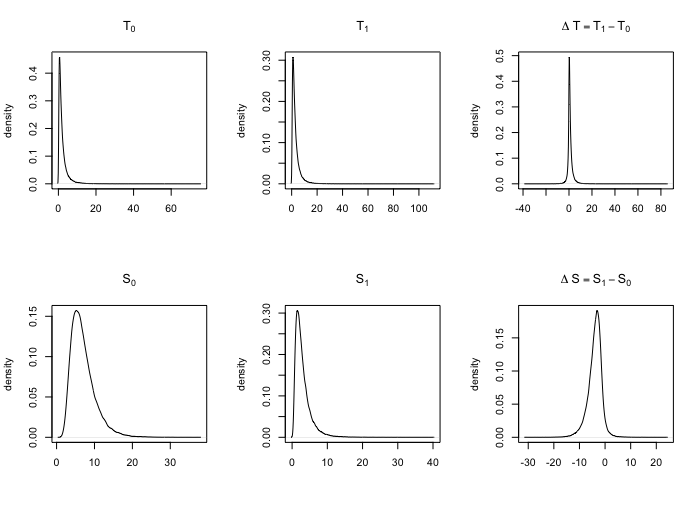 T₀
T₁
Δ T = T₁ − T₀
density
0.0 0.1 0.2 0.3 0.4
0 20 40 60
density
0.00 0.10 0.20 0.30
0 20 40 60 80 100
density
0.0 0.1 0.2 0.3 0.4 0.5
-40 0 20 40 60 80
S₀
S₁
Δ S = S₁ − S₀
density
0.00 0.05 0.10 0.15
0 10 20 30
density
0.00 0.10 0.20 0.30
0 10 20 30 40
density
0.00 0.05 0.10 0.15
-30 -20 -10 0 10 20